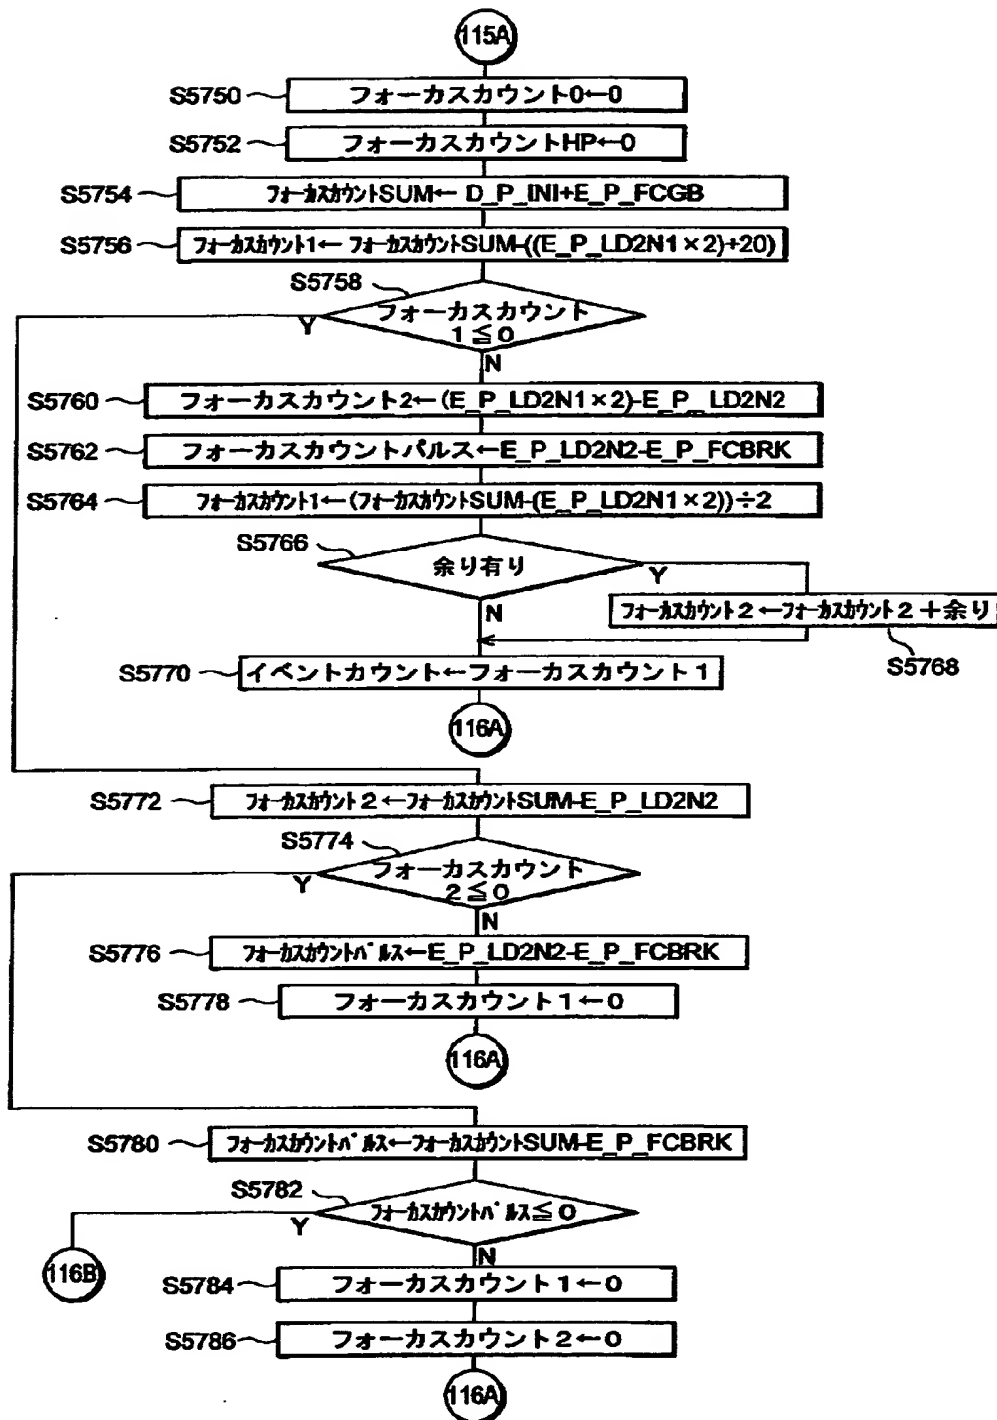 115A
S5750
フォーカスカウント0←0
S5752
フォーカスカウントHP←0
S5754
フォーカスカウントSUM← D_P_INI+E_P_FCGB
S5756
フォーカスカウント1← フォーカスカウントSUM-((E_P_LD2N1×2)+20)
S5758
フォーカスカウント
1≦0
Y
N
S5760
フォーカスカウント2←(E_P_LD2N1×2)-E_P_LD2N2
S5762
フォーカスカウントパルス←E_P_LD2N2-E_P_FCBRK
S5764
フォーカスカウント1←(フォーカスカウントSUM-(E_P_LD2N1×2))÷2
S5766
余り有り
Y
N
フォーカスカウント2←フォーカスカウント2+余り
S5768
S5770
イベントカウント←フォーカスカウント1
116A
S5772
フォーカスカウント2←フォーカスカウントSUM-E_P_LD2N2
S5774
フォーカスカウント
2≦0
Y
N
S5776
フォーカスカウントパルス←E_P_LD2N2-E_P_FCBRK
S5778
フォーカスカウント1←0
116A
S5780
フォーカスカウントパルス←フォーカスカウントSUM-E_P_FCBRK
S5782
フォーカスカウントパルス≦0
Y
N
116B
S5784
フォーカスカウント1←0
S5786
フォーカスカウント2←0
116A